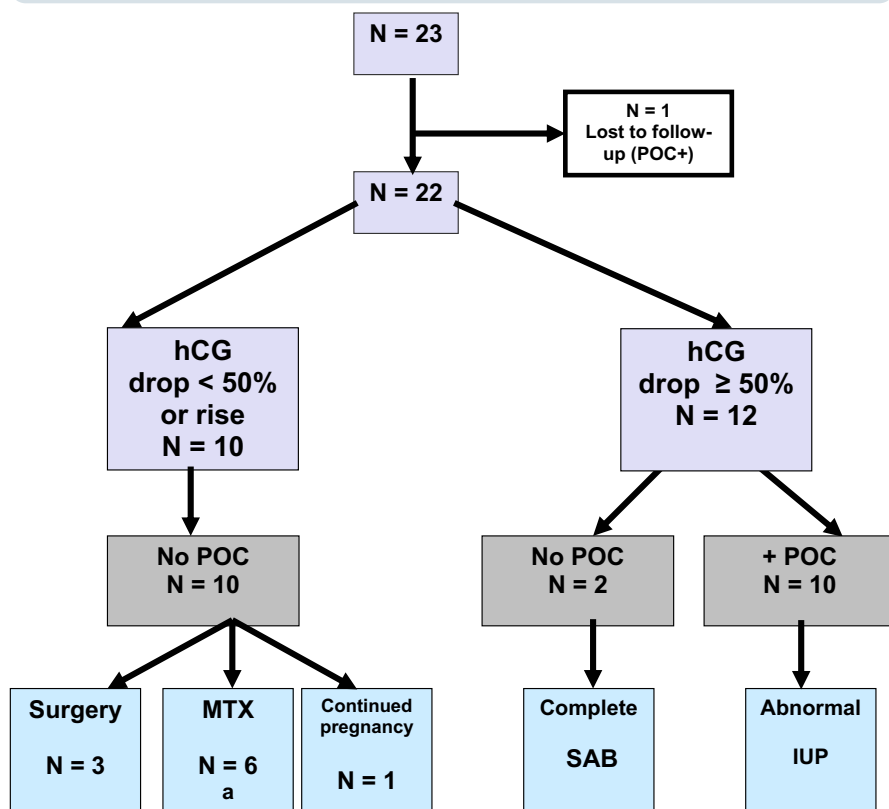 N = 23
N = 1
Lost to follow-
up (POC+)
N = 22
hCG
drop < 50%
or rise
N = 10
hCG
drop ≥ 50%
N = 12
No POC
N = 10
No POC
N = 2
+ POC
N = 10
Surgery
N = 3
MTX
N = 6
a
Continued
pregnancy
N = 1
Complete
SAB
Abnormal
IUP